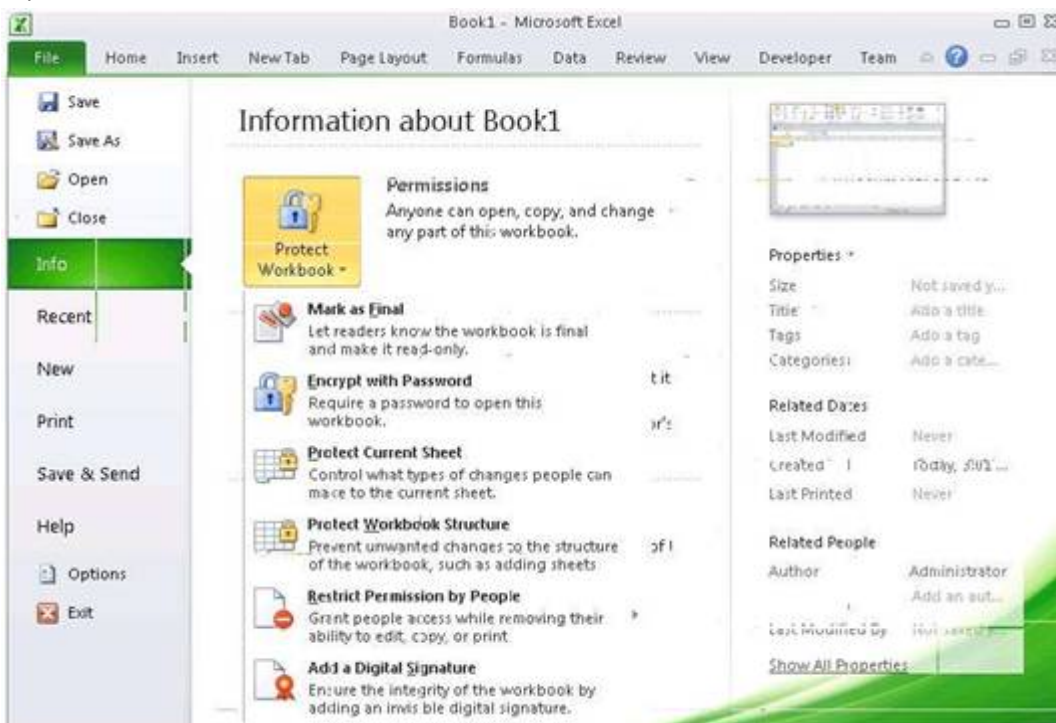 Book1 - Microsoft Excel
File Home Insert New Tab Page Layout Formulas Data Review View Developer Team
Save
Save As
Open
Close
Info
Recent
New
Print
Save & Send
Help
Options
Exit
Information about Book1
Protect
Workbook
Permissions
Anyone can open, copy, and change
any part of this workbook.
Mark as Final
Let readers know the workbook is final
and make it read-only.
Encrypt with Password
Require a password to open this
workbook.
t it
or's
Protect Current Sheet
Control what types of changes people can
make to the current sheet.
Protect Workbook Structure
Prevent unwanted changes to the structure
of the workbook, such as adding sheets
of
Restrict Permission by People
Grant people access while removing their
ability to edit, copy, or print
Add a Digital Signature
Ensure the integrity of the workbook by
adding an invisible digital signature.
Properties
Size Not saved y...
Title Add a title
Tags Add a tag
Categories Add a cate...
Related Dates
Last Modified Never
Created Today,
Last Printed Never
Related People
Author Administrator
Add an aut...
Last Modified By Not saved
Show All Properties